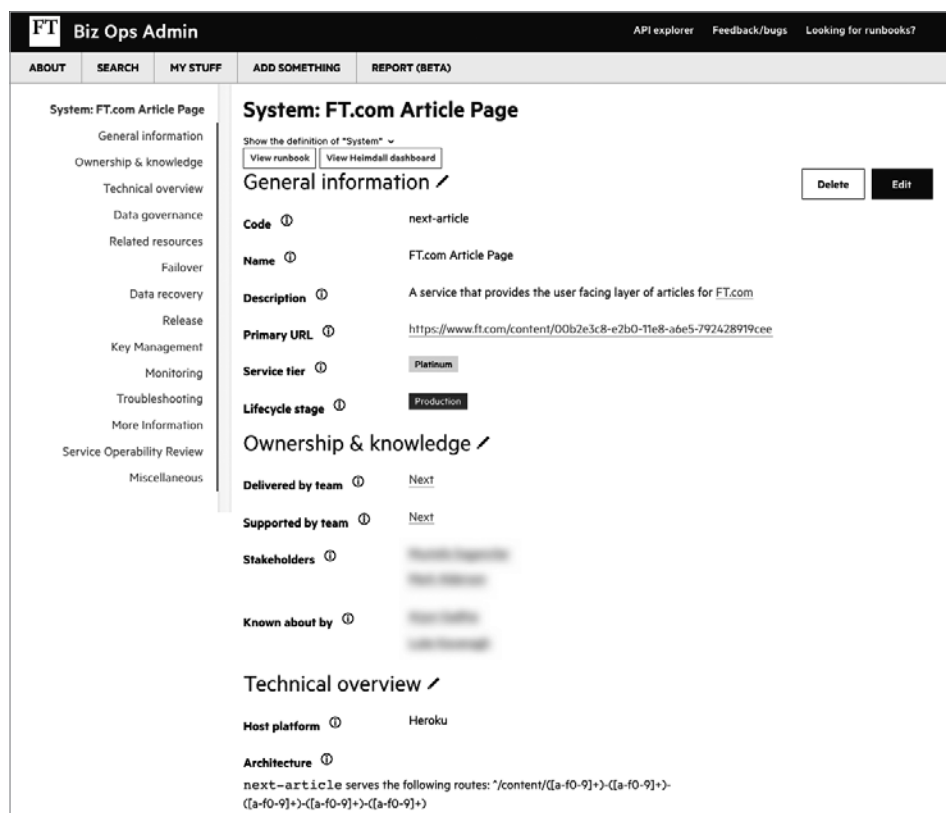 FT Biz Ops Admin API explorer Feedback/bugs Looking for runbooks?
ABOUT SEARCH MY STUFF ADD SOMETHING REPORT (BETA)
System: FT.com Article Page
General information
Ownership & knowledge
Technical overview
Data governance
Related resources
Failover
Data recovery
Release
Key Management
Monitoring
Troubleshooting
More Information
Service Operability Review
Miscellaneous
System: FT.com Article Page
Show the definition of "System"
View runbook View Heimdall dashboard
General information
Delete Edit
Code next-article
Name FT.com Article Page
Description A service that provides the user facing layer of articles for FT.com
Primary URL https://www.ft.com/content/00b2e3c8-e2b0-11e8-a6e5-792428919cee
Service tier Platinum
Lifecycle stage Production
Ownership & knowledge
Delivered by team Next
Supported by team Next
Stakeholders
Known about by
Technical overview
Host platform Heroku
Architecture
next-article serves the following routes: ^/content/([a-f0-9]+)-([a-f0-9]+)-
([a-f0-9]+)-([a-f0-9]+)-([a-f0-9]+)